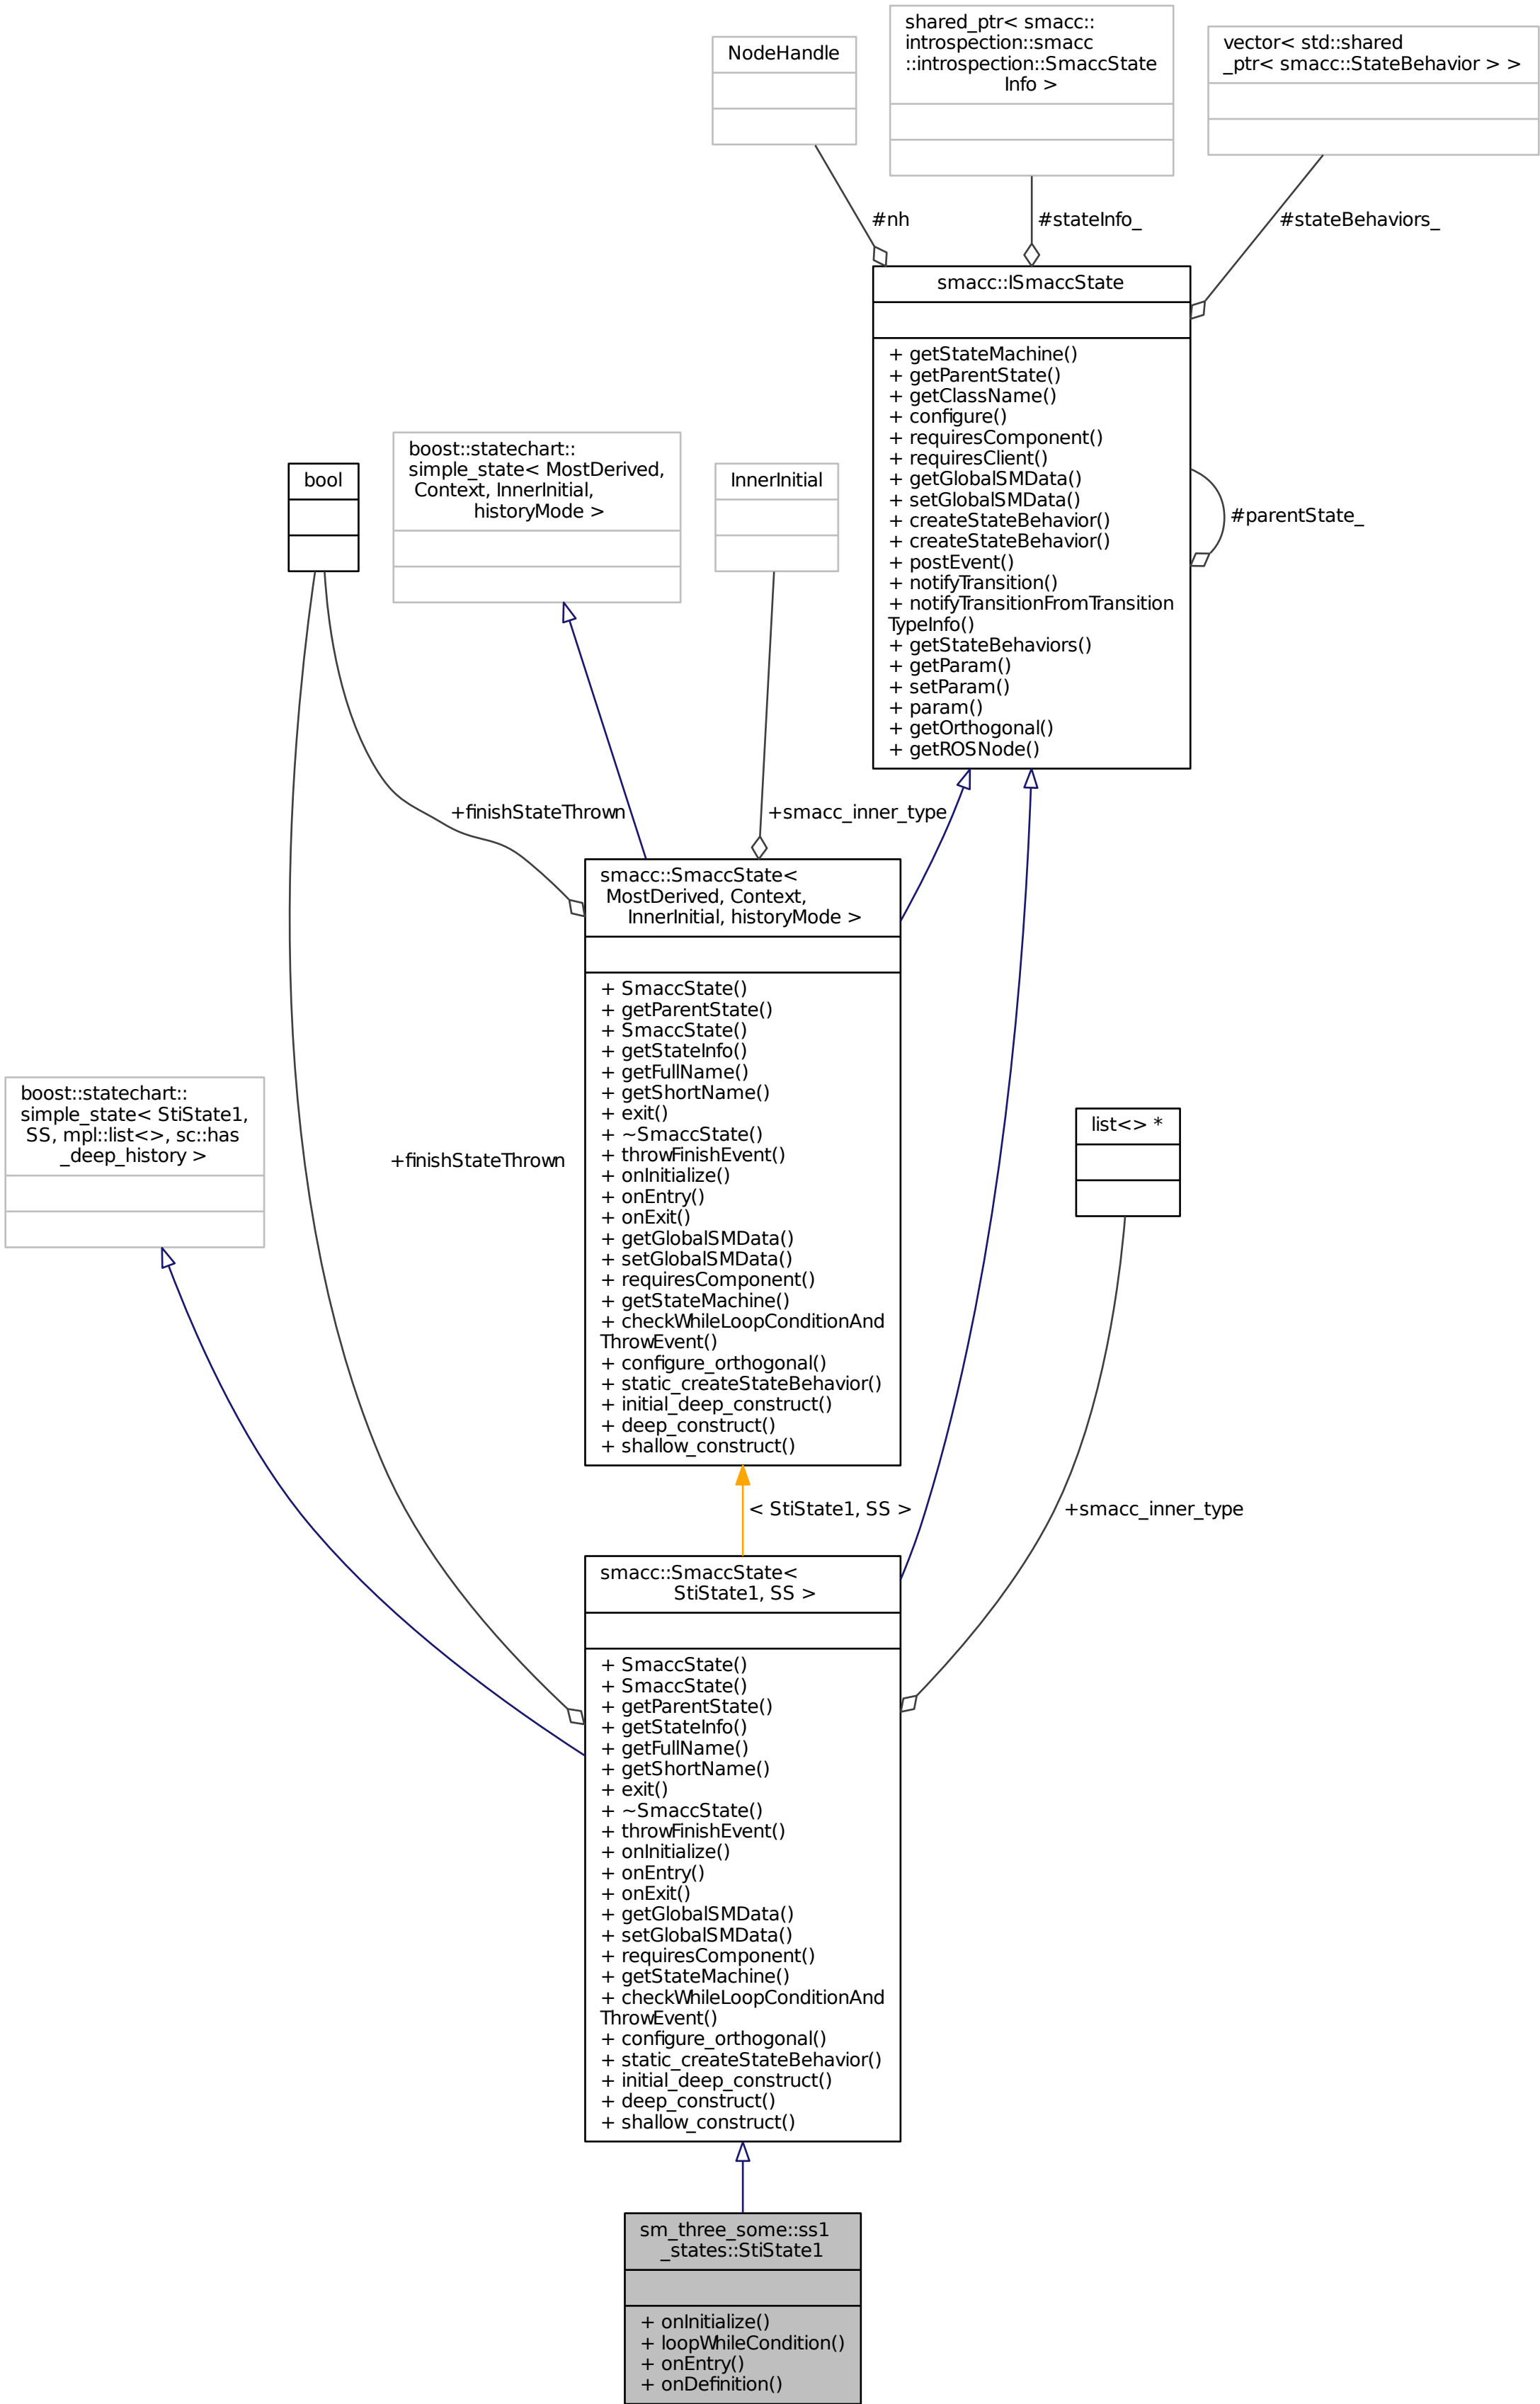 shared_ptr< smacc::
introspection::smacc
::introspection::SmaccState
Info >
vector< std::shared
_ptr< smacc::StateBehavior > >
NodeHandle
#nh
#stateInfo_
#stateBehaviors_
smacc::ISmaccState
+ getStateMachine()
+ getParentState()
+ getClassName()
+ configure()
+ requiresComponent()
+ requiresClient()
+ getGlobalSMData()
+ setGlobalSMData()
+ createStateBehavior()
+ createStateBehavior()
+ postEvent()
+ notifyTransition()
+ notifyTransitionFromTransition
TypeInfo()
+ getStateBehaviors()
+ getParam()
+ setParam()
+ param()
+ getOrthogonal()
+ getROSNode()
#parentState_
bool
boost::statechart::
simple_state< MostDerived,
Context, InnerInitial,
historyMode >
InnerInitial
+finishStateThrown
+smacc_inner_type
smacc::SmaccState<
MostDerived, Context,
InnerInitial, historyMode >
+ SmaccState()
+ getParentState()
+ SmaccState()
+ getStateInfo()
+ getFullName()
+ getShortName()
+ exit()
+ ~SmaccState()
+ throwFinishEvent()
+ onInitialize()
+ onEntry()
+ onExit()
+ getGlobalSMData()
+ setGlobalSMData()
+ requiresComponent()
+ getStateMachine()
+ checkWhileLoopConditionAnd
ThrowEvent()
+ configure_orthogonal()
+ static_createStateBehavior()
+ initial_deep_construct()
+ deep_construct()
+ shallow_construct()
boost::statechart::
simple_state< StiState1,
SS, mpl::list<>, sc::has
_deep_history >
+finishStateThrown
list<> *
< StiState1, SS >
+smacc_inner_type
smacc::SmaccState<
StiState1, SS >
+ SmaccState()
+ SmaccState()
+ getParentState()
+ getStateInfo()
+ getFullName()
+ getShortName()
+ exit()
+ ~SmaccState()
+ throwFinishEvent()
+ onInitialize()
+ onEntry()
+ onExit()
+ getGlobalSMData()
+ setGlobalSMData()
+ requiresComponent()
+ getStateMachine()
+ checkWhileLoopConditionAnd
ThrowEvent()
+ configure_orthogonal()
+ static_createStateBehavior()
+ initial_deep_construct()
+ deep_construct()
+ shallow_construct()
sm_three_some::ss1
_states::StiState1
+ onInitialize()
+ loopWhileCondition()
+ onEntry()
+ onDefinition()